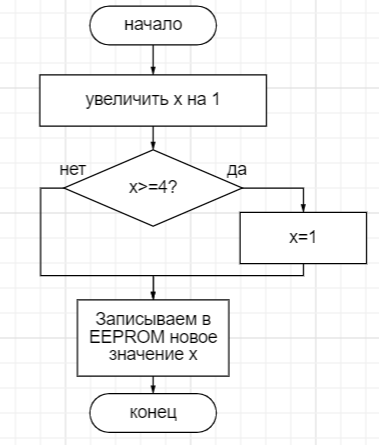 начало
увеличить x на 1
нет
да
x>=4?
x=1
Записываем в
EEPROM новое
значение x
конец